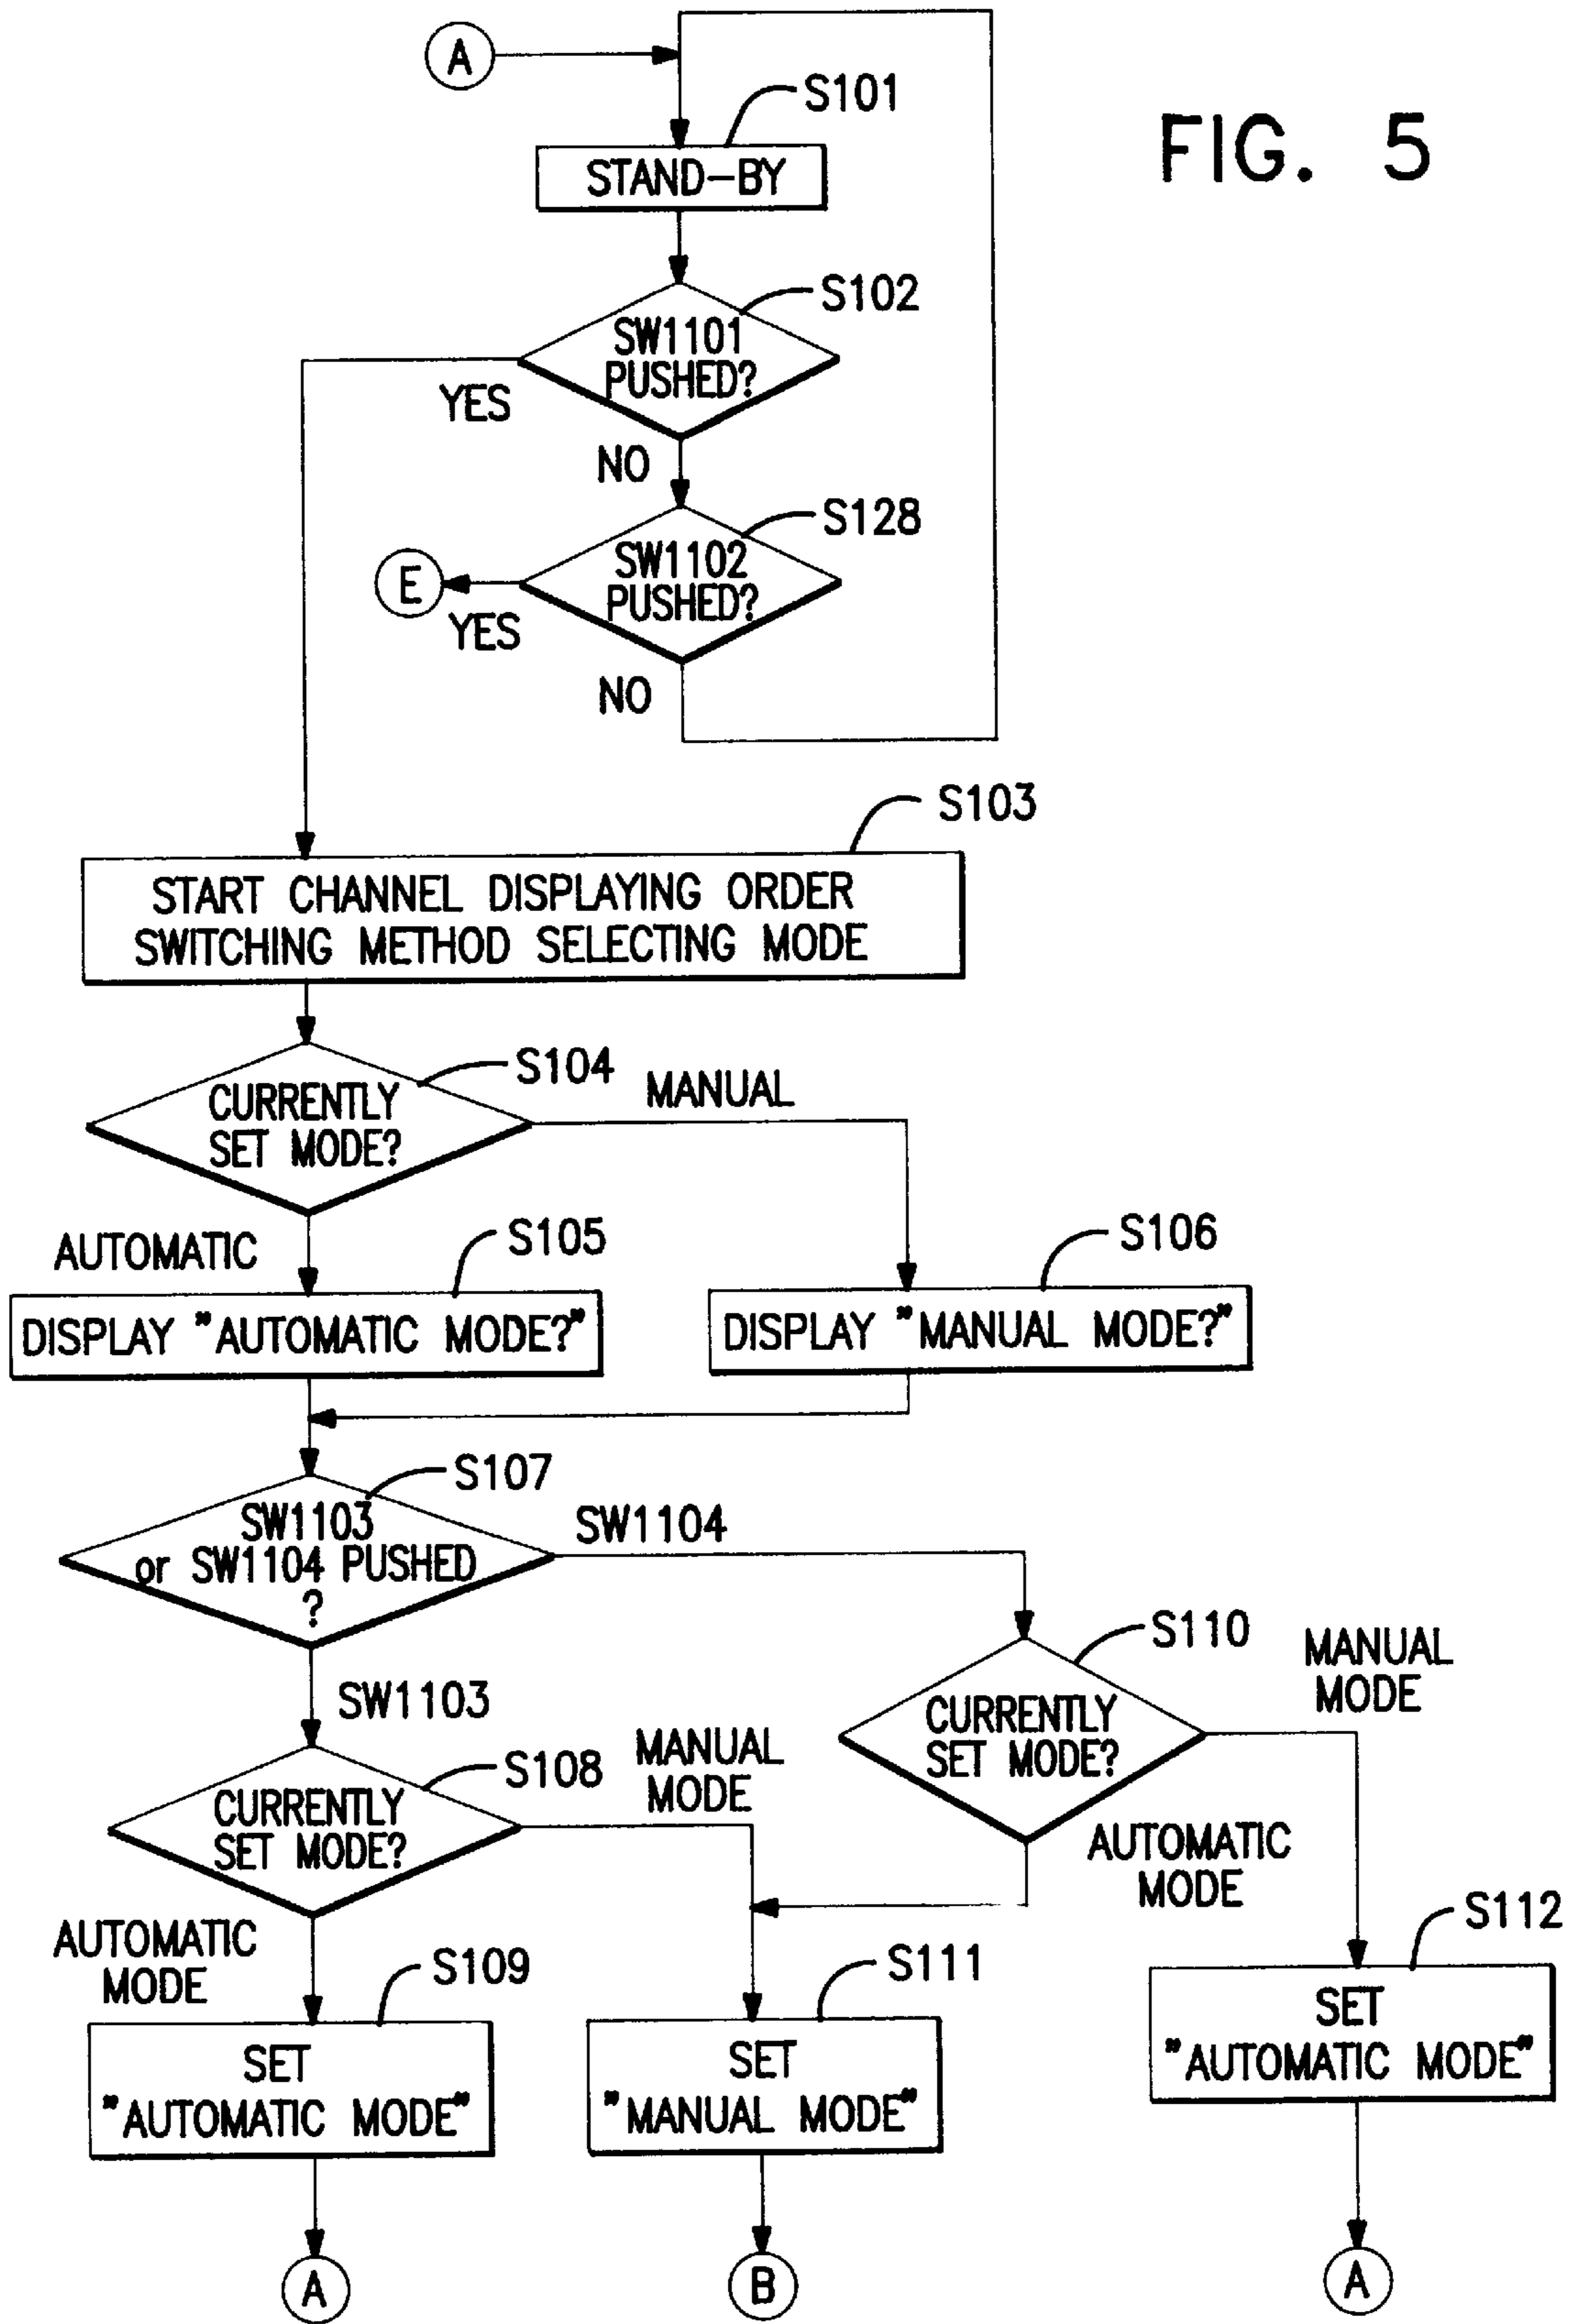 A
S101
FIG. 5
STAND-BY
S102
SW1101
PUSHED?
YES
NO
S128
SW1102
PUSHED?
E
YES
NO
S103
START CHANNEL DISPLAYING ORDER
SWITCHING METHOD SELECTING MODE
S104
MANUAL
CURRENTLY
SET MODE?
AUTOMATIC
S105
S106
DISPLAY "AUTOMATIC MODE?"
DISPLAY "MANUAL MODE?"
S107
SW1103
or SW1104 PUSHED
?
SW1104
S110
MANUAL
MODE
CURRENTLY
SET MODE?
SW1103
S108
MANUAL
MODE
CURRENTLY
SET MODE?
AUTOMATIC
MODE
AUTOMATIC
MODE
S109
S111
S112
SET
"AUTOMATIC MODE"
SET
"MANUAL MODE"
SET
"AUTOMATIC MODE"
A
B
A